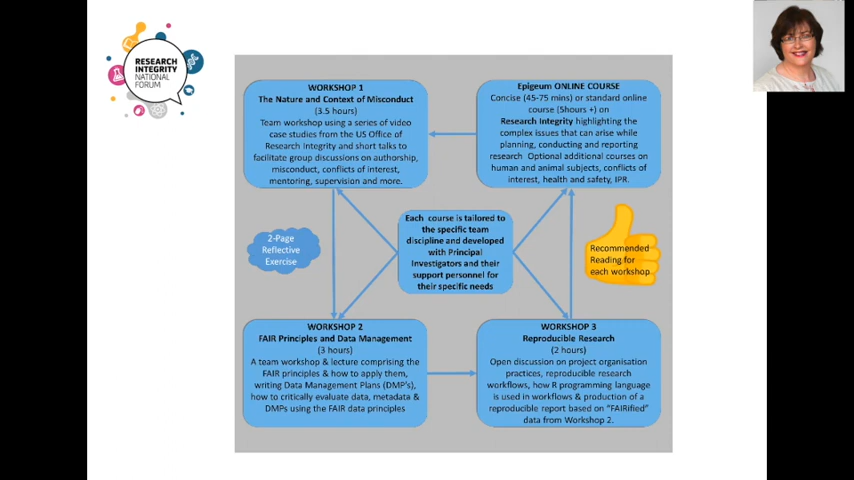 RESEARCH
INTEGRITY
NATIONAL
FORUM
WORKSHOP 1
The Nature and Context of Misconduct
(3.5 hours)
Team workshop using a series of video
case studies from the US Office of
Research Integrity and short talks to
facilitate group discussions on authorship,
misconduct, conflicts of interest,
mentoring, supervision and more.
Epigeum ONLINE COURSE
Concise (45-75 mins) or standard online
course (5hours +) on
Research Integrity highlighting the
complex issues that can arise while
planning, conducting and reporting
research Optional additional courses on
human and animal subjects, conflicts of
interest, health and safety, IPR.
Each course is tailored to
the specific team
discipline and developed
with Principal
Investigators and their
support personnel for
their specific needs
2-Page
Reflective
Exercise
Recommended
Reading for
each workshop
WORKSHOP 2
FAIR Principles and Data Management
(3 hours)
A team workshop & lecture comprising the
FAIR principles & how to apply them,
writing Data Management Plans (DMP's),
how to critically evaluate data, metadata &
DMPs using the FAIR data principles
WORKSHOP 3
Reproducible Research
(2 hours)
Open discussion on project organisation
practices, reproducible research
workflows, how R programming language
is used in workflows & production of a
reproducible report based on "FAIRified"
data from Workshop 2.